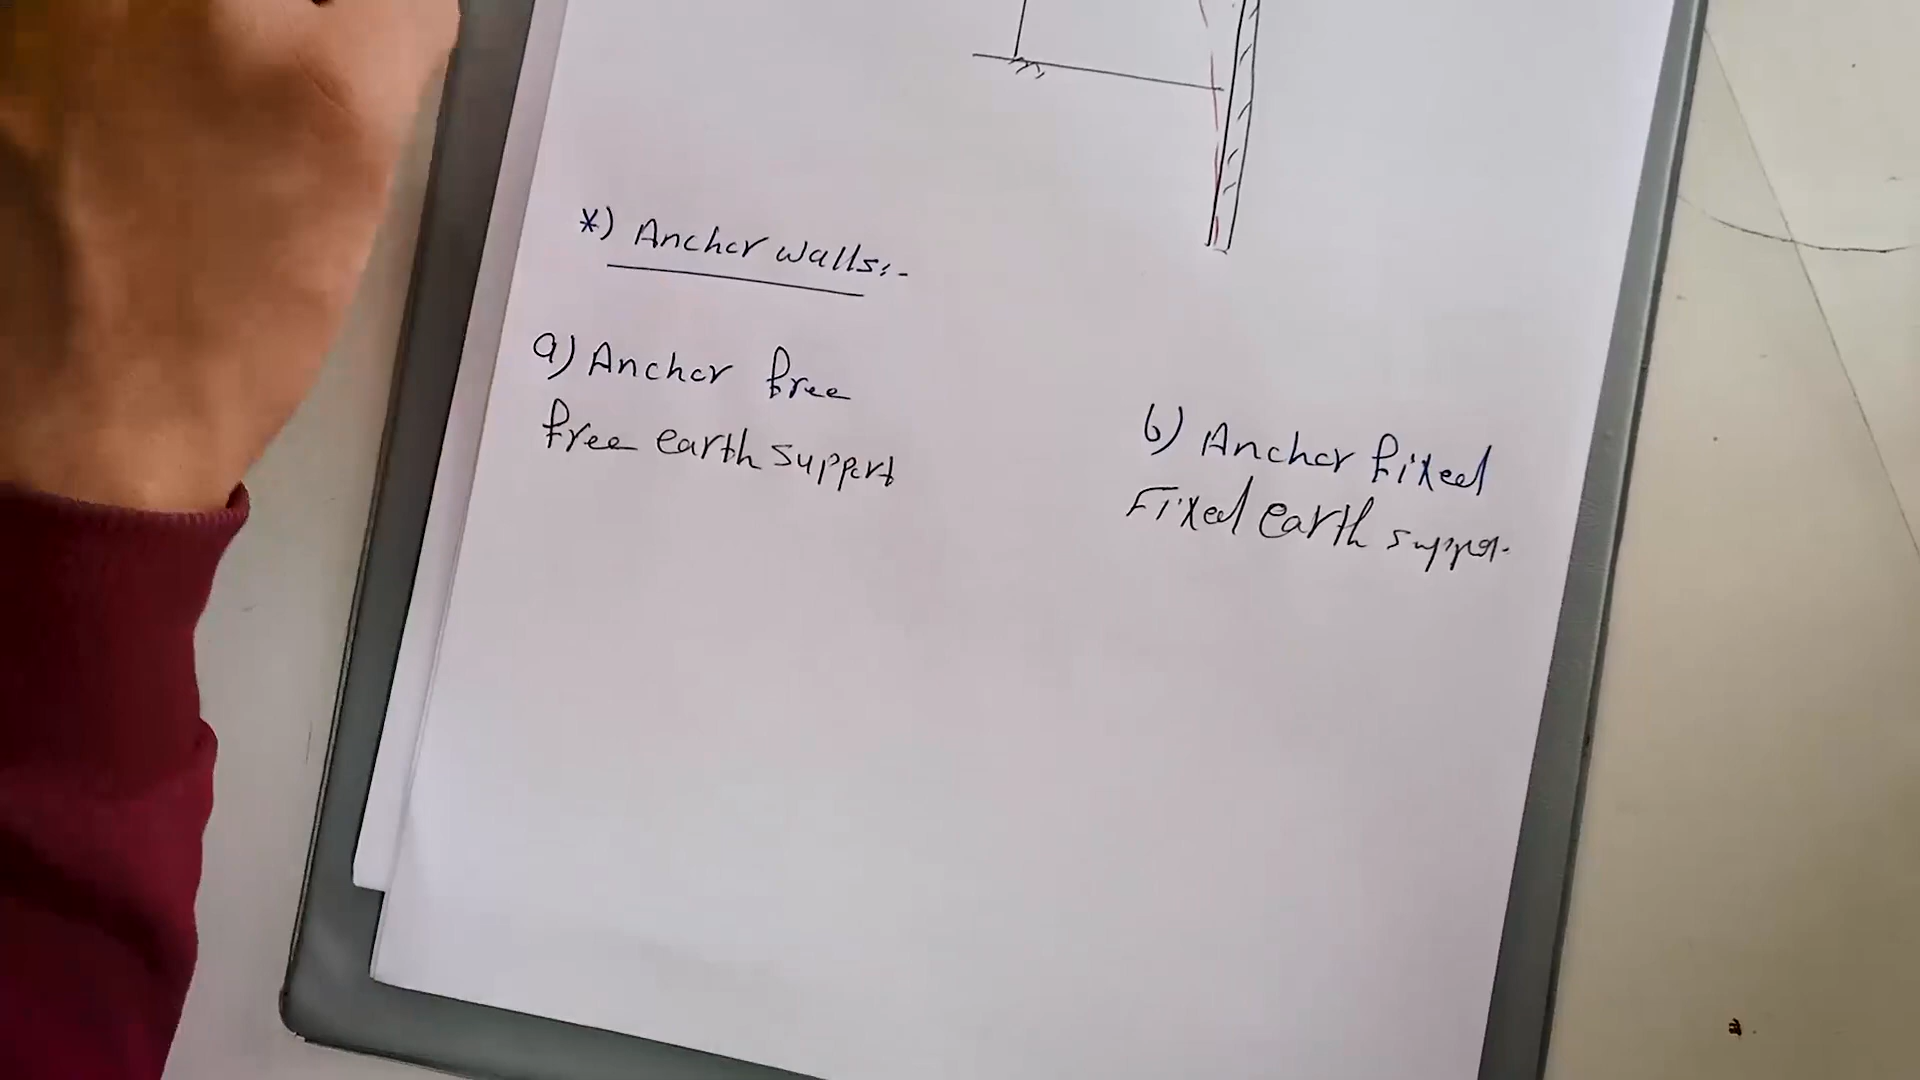 *) Anchor walls:-
a) Anchor free
free earth support
b) Anchor fixed
Fixed earth suppor.